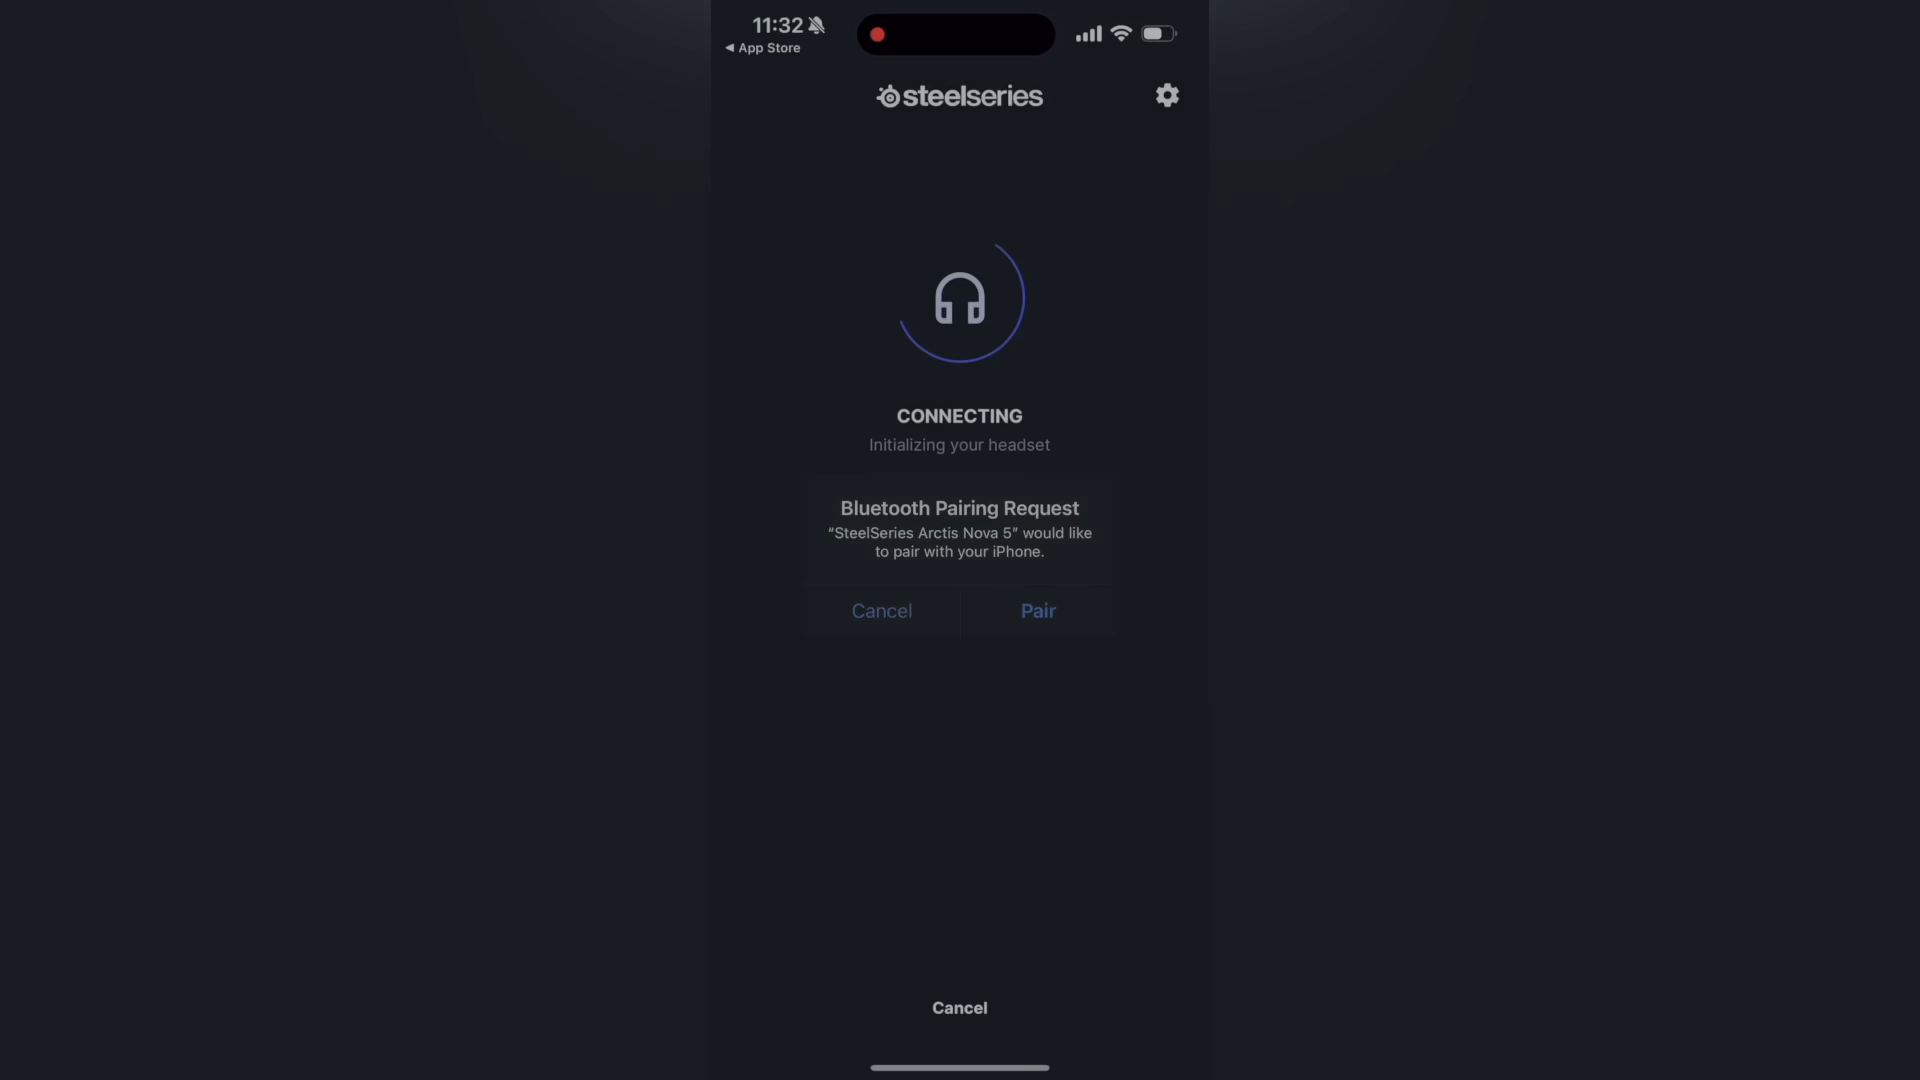 11:32
◀ App Store
steelseries
CONNECTING
Initializing your headset
Bluetooth Pairing Request
“SteelSeries Arctis Nova 5” would like
to pair with your iPhone.
Cancel
Pair
Cancel